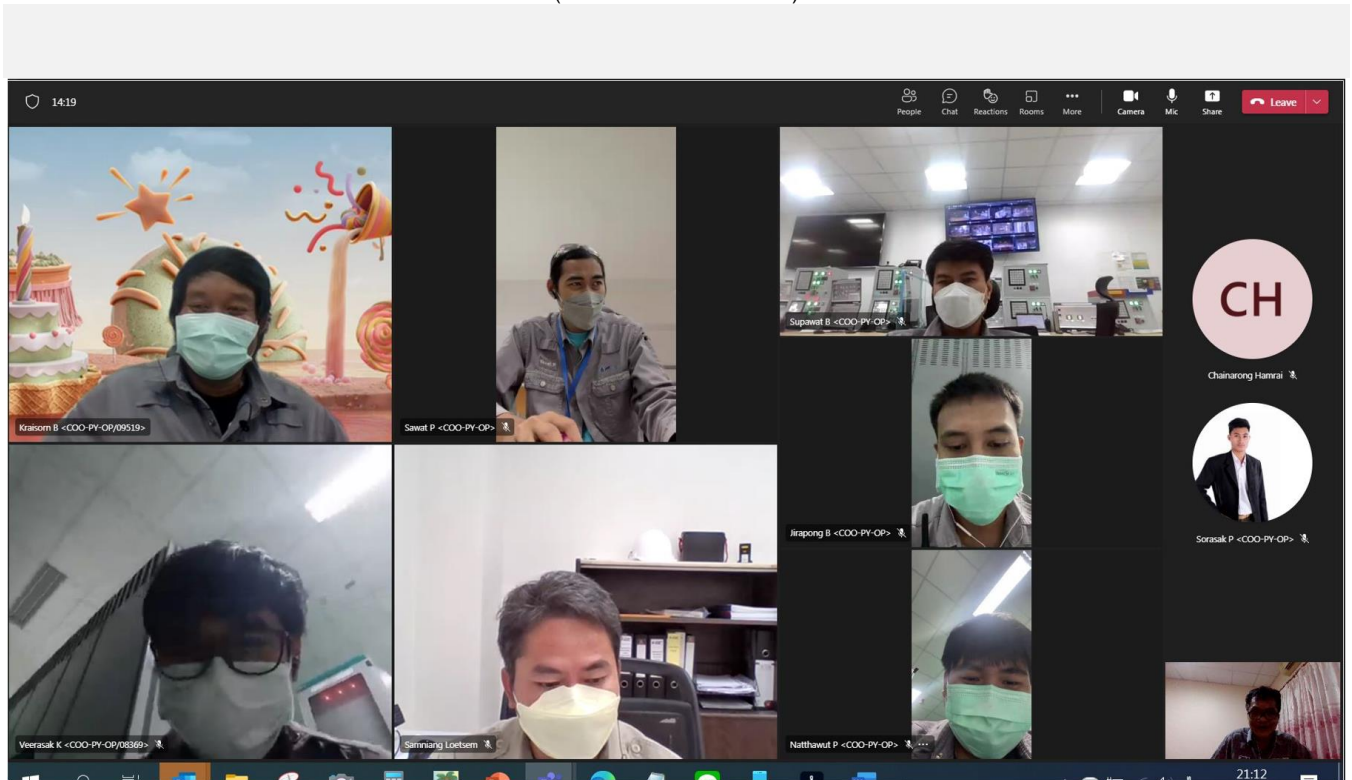 14:19
People
Chat
Reactions
Rooms
More
Camera
Mic
Share
Leave
Kraisorn B <COO-PY-OP/09519>
Sawat P <COO-PY-OP>
Supawat B <COO-PY-OP>
CH
Chainarong Hamrai
Jirapong B <COO-PY-OP>
Sorasak P <COO-PY-OP>
Veerasak K <COO-PY-OP/08369>
Samniang Loetsem
Natthawut P <COO-PY-OP>
21:12